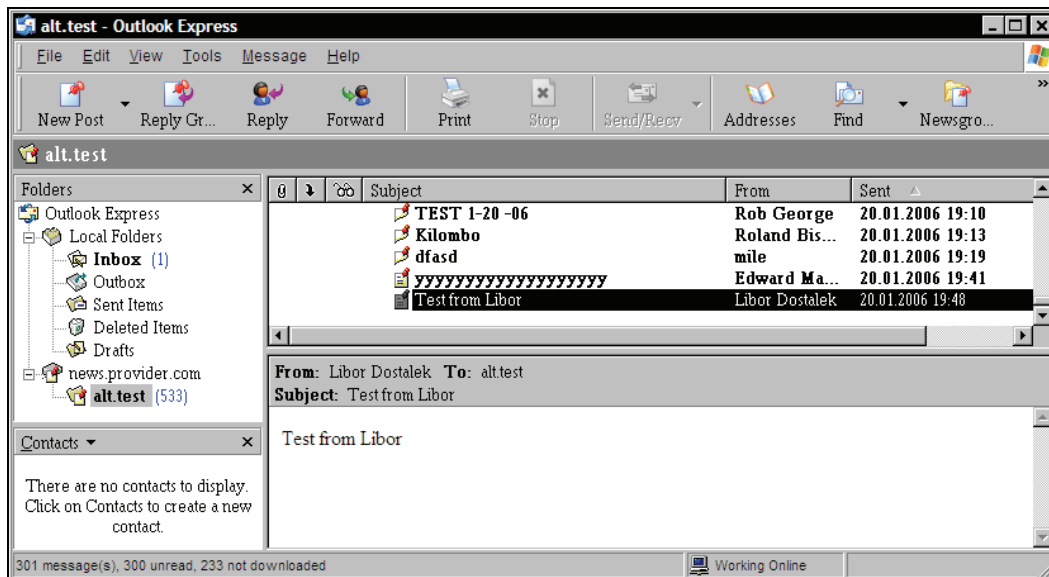 alt.test - Outlook Express
File Edit View Tools Message Help
»
New Post Reply Gr... Reply Forward Print Stop Send/Recv Addresses Find Newsgro...
alt.test
Folders
Outlook Express
Local Folders
Inbox (1)
Outbox
Sent Items
Deleted Items
Drafts
news.provider.com
alt.test (533)
Contacts
There are no contacts to display.
Click on Contacts to create a new
contact.
Subject From Sent
TEST 1-20 -06 Rob George 20.01.2006 19:10
Kilombo Roland Bis... 20.01.2006 19:13
dfasd mile 20.01.2006 19:19
yyyyyyyyyyyyyyyyyyy Edward Ma... 20.01.2006 19:41
Test from Libor Libor Dostalek 20.01.2006 19:48
From: Libor Dostalek To: alt.test
Subject: Test from Libor
Test from Libor
301 message(s), 300 unread, 233 not downloaded Working Online